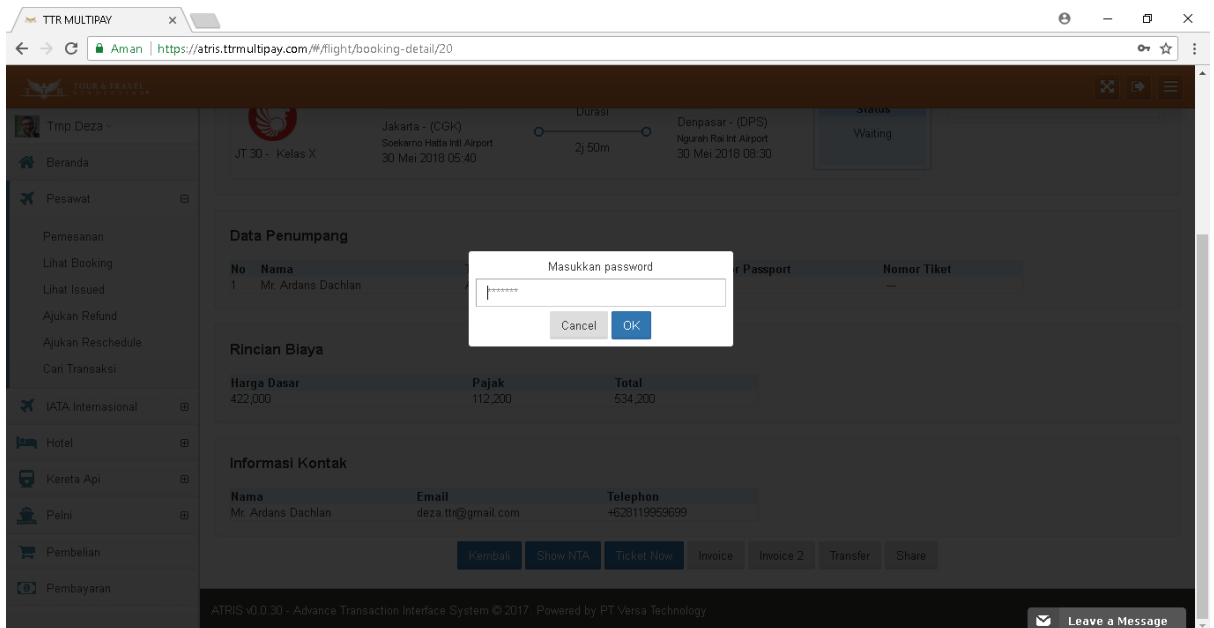 TTR MULTIPAY
Aman | https://atris.ttrmultipay.com/#/flight/booking-detail/20
TOUR & TRAVEL
Tmp Deza
Beranda
Pesawat
Pemesanan
Lihat Booking
Lihat Issued
Ajukan Refund
Ajukan Reschedule
Cari Transaksi
IATA Internasional
Hotel
Kereta Api
Pelni
Pembelian
Pembayaran
JT 30 - Kelas X
Jakarta - (CGK)
Soekarno Hatta Intl Airport
30 Mei 2018 05:40
Durasi
2j 50m
Denpasar - (DPS)
Ngurah Rai Int Airport
30 Mei 2018 08:30
Status
Waiting
Data Penumpang
No Nama Passport Nomor Tiket
1 Mr. Ardans Dachlan ---
Masukkan password
*******
Cancel OK
Rincian Biaya
Harga Dasar Pajak Total
422,000 112,200 534,200
Informasi Kontak
Nama Email Telephon
Mr. Ardans Dachlan deza.ttr@gmail.com +628119959699
Kembali Show NTA Ticket Now Invoice Invoice 2 Transfer Share
ATRIS v0.0.30 - Advance Transaction Interface System © 2017. Powered by PT Versa Technology
Leave a Message